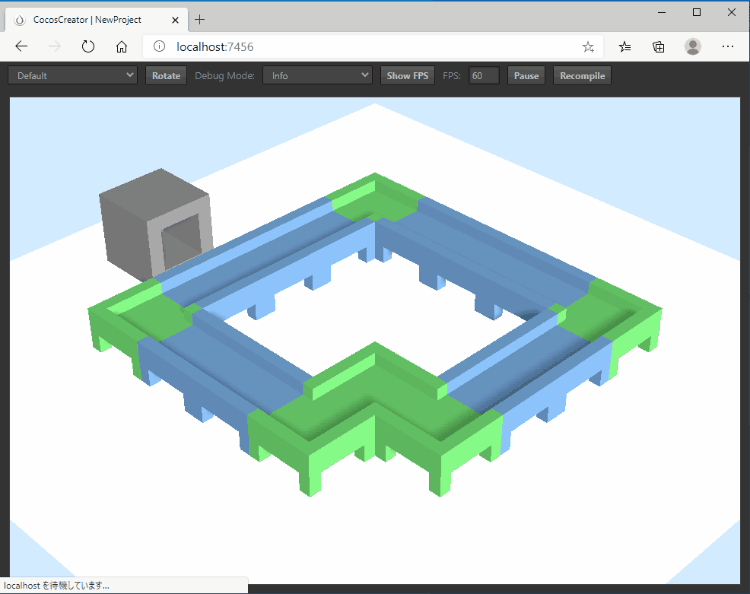 CocosCreator | NewProject
localhost:7456
Default Rotate Debug Mode: Info Show FPS FPS: 60 Pause Recompile
localhost を待機しています...